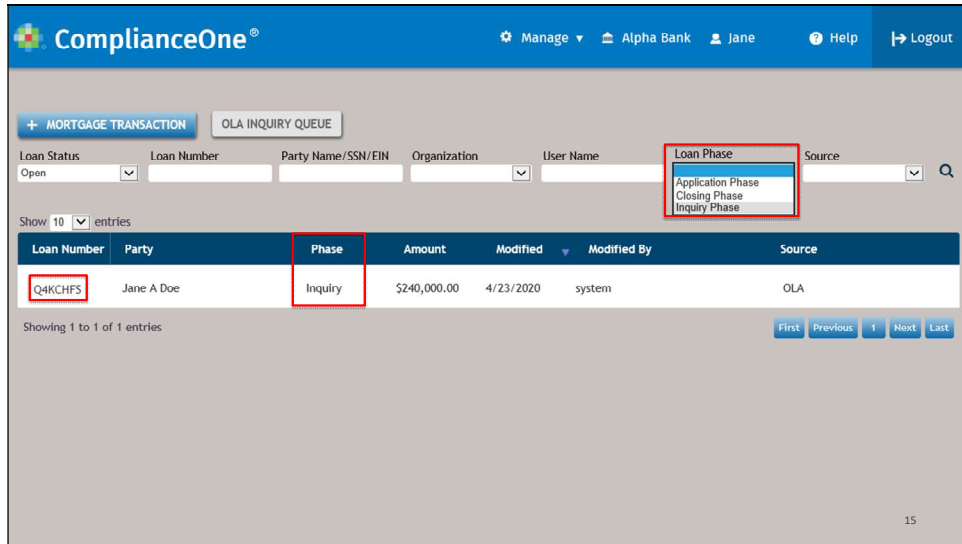 ComplianceOne®
Manage ▼ Alpha Bank Jane ? Help Logout
+ MORTGAGE TRANSACTION OLA INQUIRY QUEUE
Loan Status Loan Number Party Name/SSN/EIN Organization User Name Loan Phase Source
Open
Application Phase
Closing Phase
Inquiry Phase
Show 10 entries
Loan Number Party Phase Amount Modified ▼ Modified By Source
Q4KCHFS Jane A Doe Inquiry $240,000.00 4/23/2020 system OLA
Showing 1 to 1 of 1 entries
First Previous 1 Next Last
15